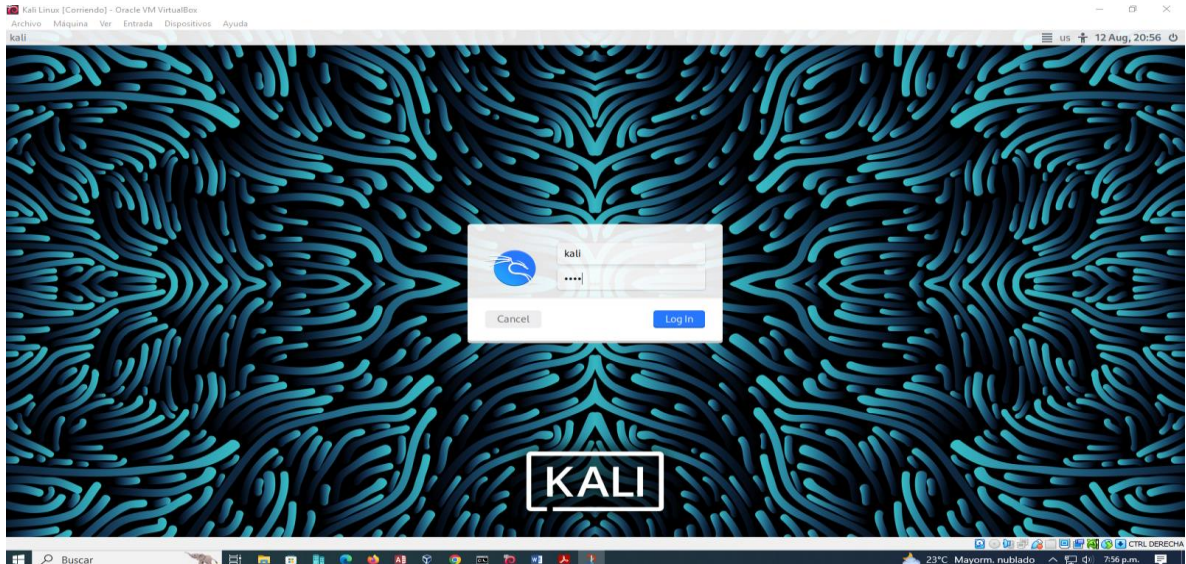 Kali Linux [Corriendo] - Oracle VM VirtualBox
Archivo Máquina Ver Entrada Dispositivos Ayuda
kali us 12 Aug, 20:56
kali
••••
Cancel Log In
KALI
CTRL DERECHA
Buscar 23°C Mayorm. nublado 7:56 p.m.